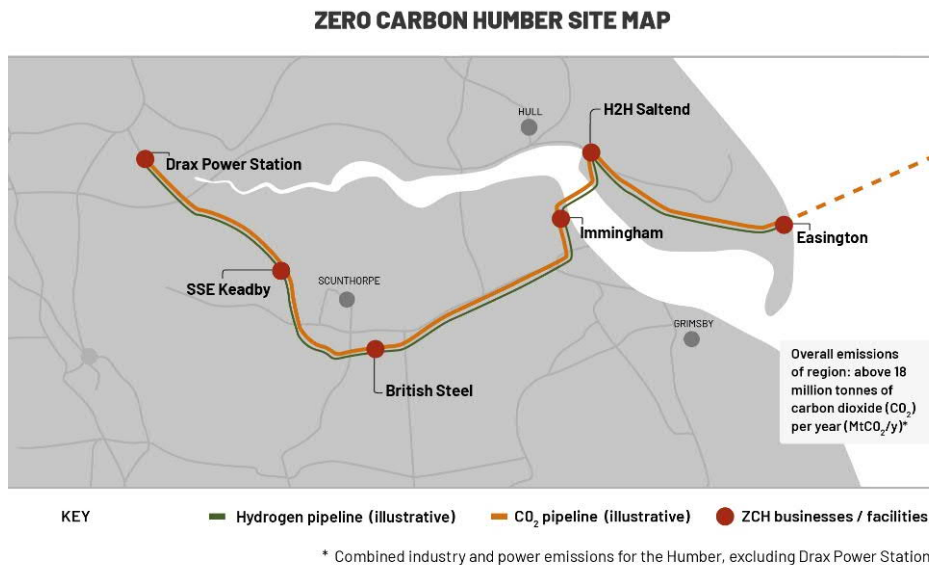 ZERO CARBON HUMBER SITE MAP
H2H Saltend
HULL
Drax Power Station
Immingham
Easington
SSE Keadby
SCUNTHORPE
GRIMSBY
British Steel
Overall emissions
of region: above 18
million tonnes of
carbon dioxide (CO₂)
per year (MtCO₂/y)*
KEY
Hydrogen pipeline (illustrative)
CO₂ pipeline (illustrative)
ZCH businesses / facilities
* Combined industry and power emissions for the Humber, excluding Drax Power Station